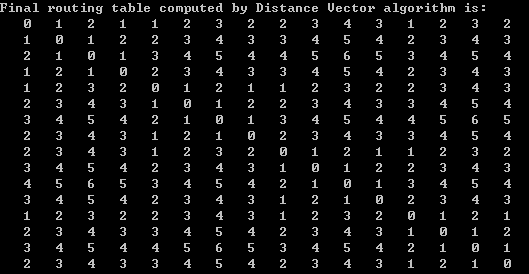 Final routing table computed by Distance Vector algorithm is:
0 1 2 1 1 2 3 2 2 3 4 3 1 2 3 2
1 0 1 2 2 3 4 3 3 4 5 4 2 3 4 3
2 1 0 1 3 4 5 4 4 5 6 5 3 4 5 4
1 2 1 0 2 3 4 3 3 4 5 4 2 3 4 3
1 2 3 2 0 1 2 1 1 2 3 2 2 3 4 3
2 3 4 3 1 0 1 2 2 3 4 3 3 4 5 4
3 4 5 4 2 1 0 1 3 4 5 4 4 5 6 5
2 3 4 3 1 2 1 0 2 3 4 3 3 4 5 4
2 3 4 3 1 2 3 2 0 1 2 1 1 2 3 2
3 4 5 4 2 3 4 3 1 0 1 2 2 3 4 3
4 5 6 5 3 4 5 4 2 1 0 1 3 4 5 4
3 4 5 4 2 3 4 3 1 2 1 0 2 3 4 3
1 2 3 2 2 3 4 3 1 2 3 2 0 1 2 1
2 3 4 3 3 4 5 4 2 3 4 3 1 0 1 2
3 4 5 4 4 5 6 5 3 4 5 4 2 1 0 1
2 3 4 3 3 4 5 4 2 3 4 3 1 2 1 0